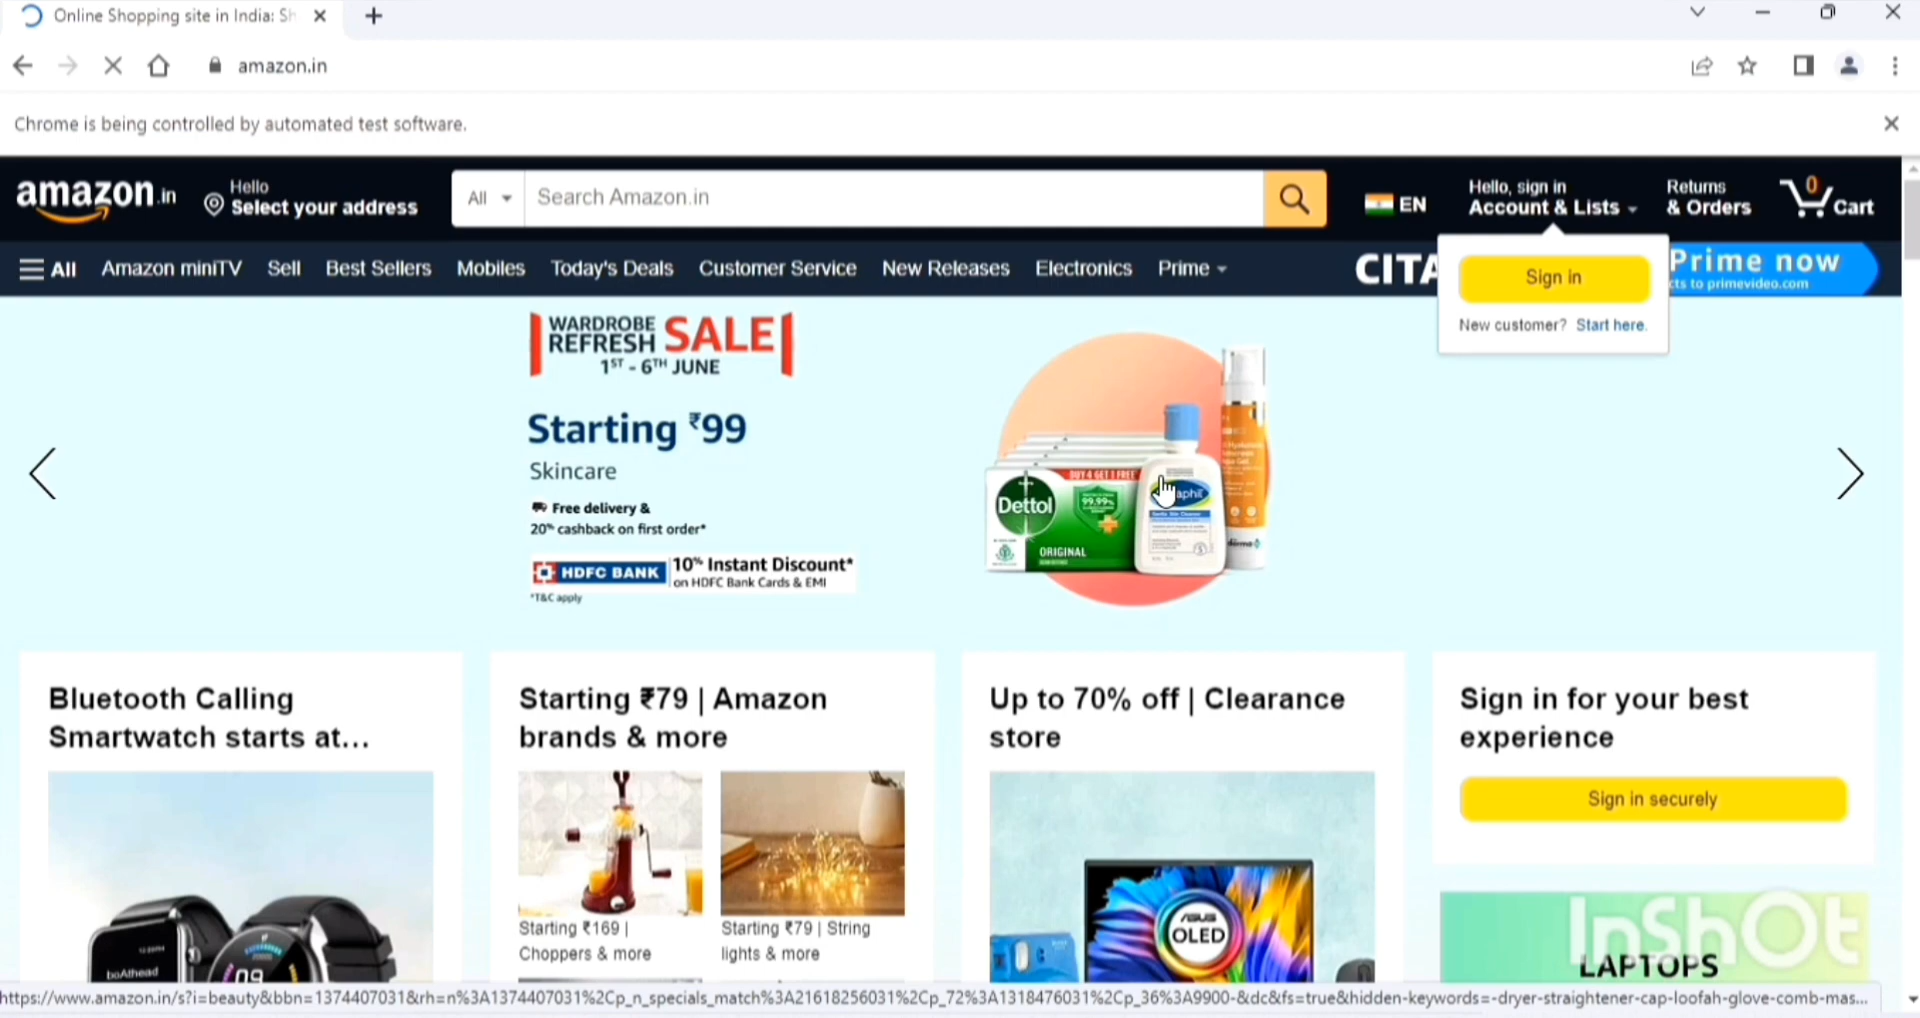 Online Shopping site in India: Sh
amazon.in
Chrome is being controlled by automated test software.
amazon.in
Hello
Select your address
All
Search Amazon.in
EN
Hello, sign in
Account & Lists
Returns
& Orders
0
Cart
All
Amazon miniTV
Sell
Best Sellers
Mobiles
Today's Deals
Customer Service
New Releases
Electronics
Prime
CITA
Prime now
cts to primevideo.com
Sign in
New customer? Start here.
WARDROBE
REFRESH SALE
1ST - 6TH JUNE
Starting ₹99
Skincare
Free delivery &
20% cashback on first order*
HDFC BANK
10% Instant Discount*
on HDFC Bank Cards & EMI
*T&C apply
BUY 4 GET 1 FREE
Dettol
99.99%
ORIGINAL
aphil
derma
Bluetooth Calling
Smartwatch starts at...
Starting ₹79 | Amazon
brands & more
Up to 70% off | Clearance
store
Sign in for your best
experience
Sign in securely
Starting ₹169 |
Choppers & more
Starting ₹79 | String
lights & more
boAthead
09
ASUS
OLED
InShOt
LAPTOPS
https://www.amazon.in/s?i=beauty&bbn=1374407031&rh=n%3A1374407031%2Cp_n_specials_match%3A21618256031%2Cp_72%3A1318476031%2Cp_36%3A9900-&dc&fs=true&hidden-keywords=-dryer-straightener-cap-loofah-glove-comb-mas...